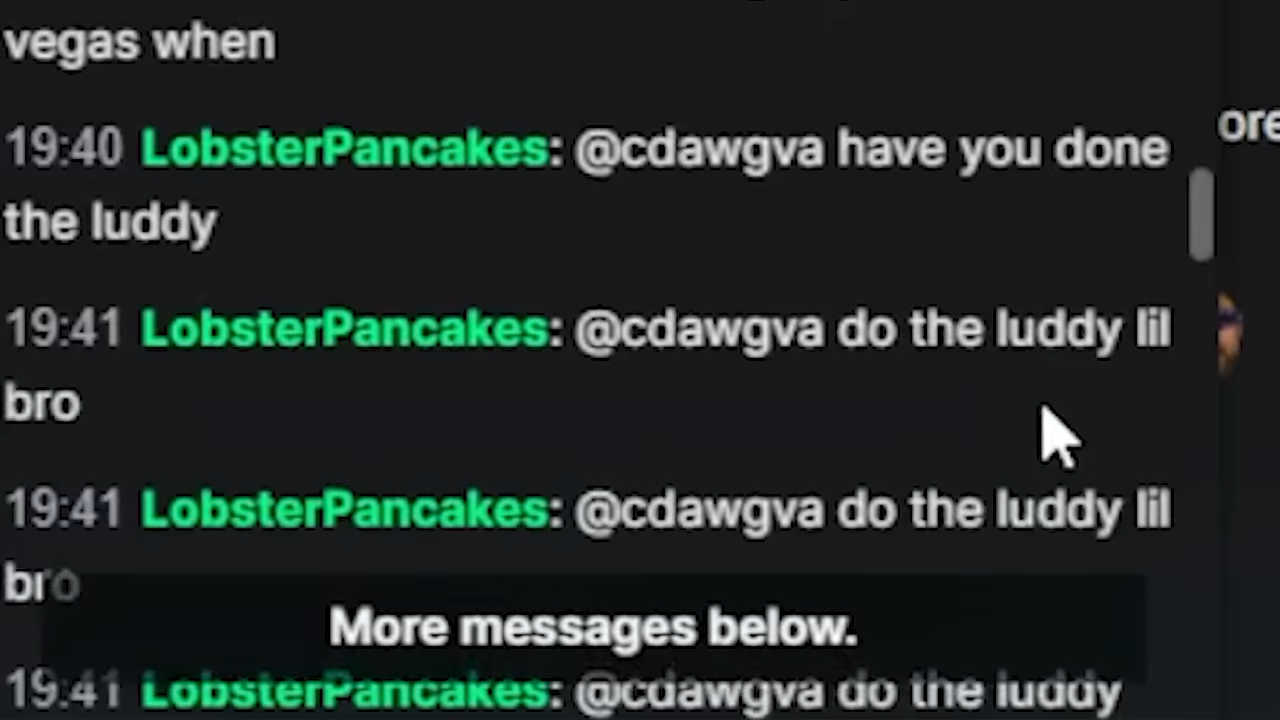 vegas when
19:40 LobsterPancakes: @cdawgva have you done
the luddy
19:41 LobsterPancakes: @cdawgva do the luddy lil
bro
19:41 LobsterPancakes: @cdawgva do the luddy lil
bro
More messages below.
19:41 LobsterPancakes: @cdawgva do the luddy